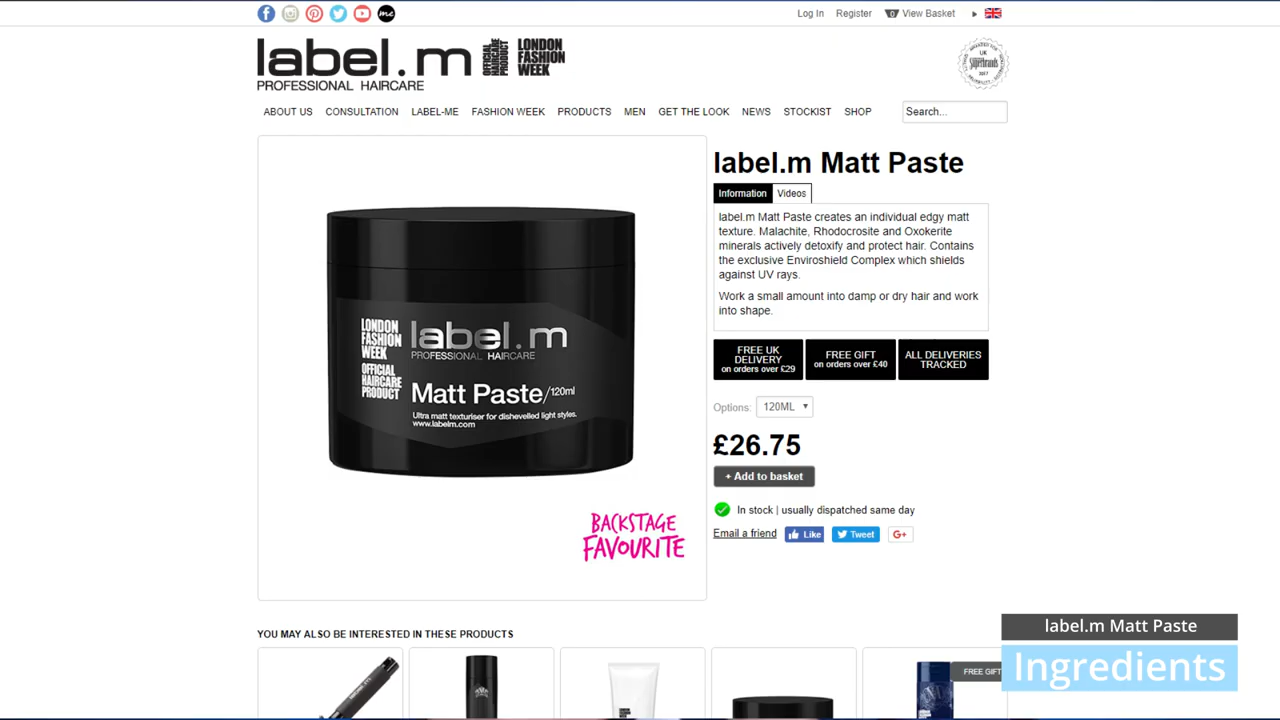 Log In Register 0 View Basket
label.m
PROFESSIONAL HAIRCARE
OFFICIAL
HAIRCARE
PRODUCT
LONDON
FASHION
WEEK
UK
Superbrands
2017
ABOUT US CONSULTATION LABEL-ME FASHION WEEK PRODUCTS MEN GET THE LOOK NEWS STOCKIST SHOP Search...
label.m Matt Paste
Information Videos
label.m Matt Paste creates an individual edgy matt
texture. Malachite, Rhodocrosite and Oxokerite
minerals actively detoxify and protect hair. Contains
the exclusive Enviroshield Complex which shields
against UV rays.
Work a small amount into damp or dry hair and work
into shape.
LONDON
FASHION
WEEK
OFFICIAL
HAIRCARE
PRODUCT
label.m
PROFESSIONAL HAIRCARE
Matt Paste/120ml
Ultra matt texturiser for dishevelled light styles.
www.labelm.com
BACKSTAGE
FAVOURITE
FREE UK
DELIVERY
on orders over £29
FREE GIFT
on orders over £40
ALL DELIVERIES
TRACKED
Options: 120ML
£26.75
+ Add to basket
In stock | usually dispatched same day
Email a friend Like Tweet G+
YOU MAY ALSO BE INTERESTED IN THESE PRODUCTS
FREE GIFT
label.m Matt Paste
Ingredients